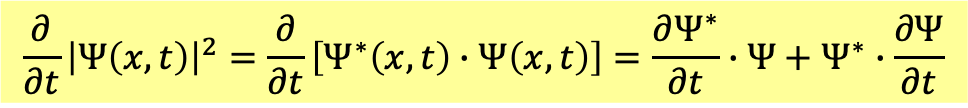 ∂/∂t |Ψ(x, t)|² = ∂/∂t [Ψ*(x, t) · Ψ(x, t)] = ∂Ψ*/∂t · Ψ + Ψ* · ∂Ψ/∂t